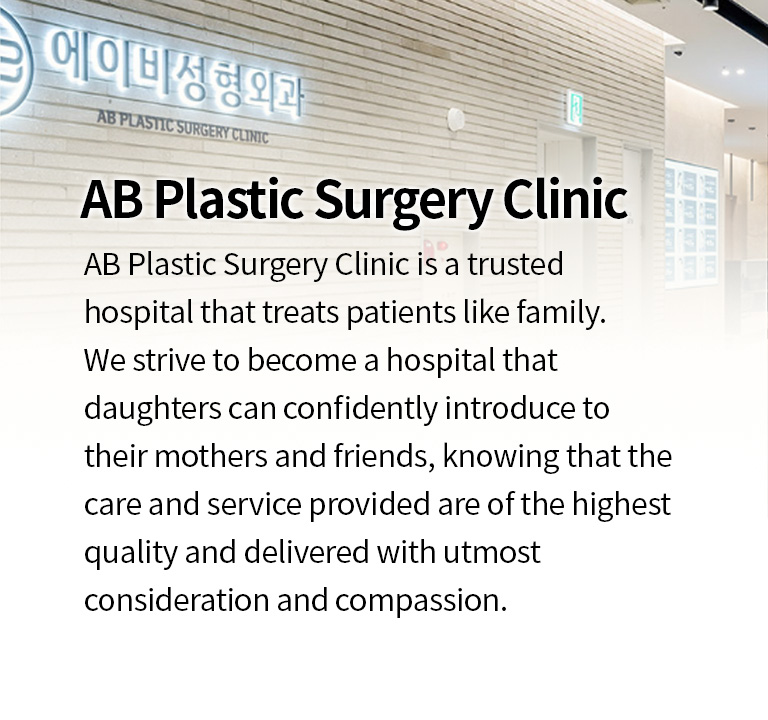 에이비성형외과
AB PLASTIC SURGERY CLINIC
AB Plastic Surgery Clinic
AB Plastic Surgery Clinic is a trusted
hospital that treats patients like family.
We strive to become a hospital that
daughters can confidently introduce to
their mothers and friends, knowing that the
care and service provided are of the highest
quality and delivered with utmost
consideration and compassion.